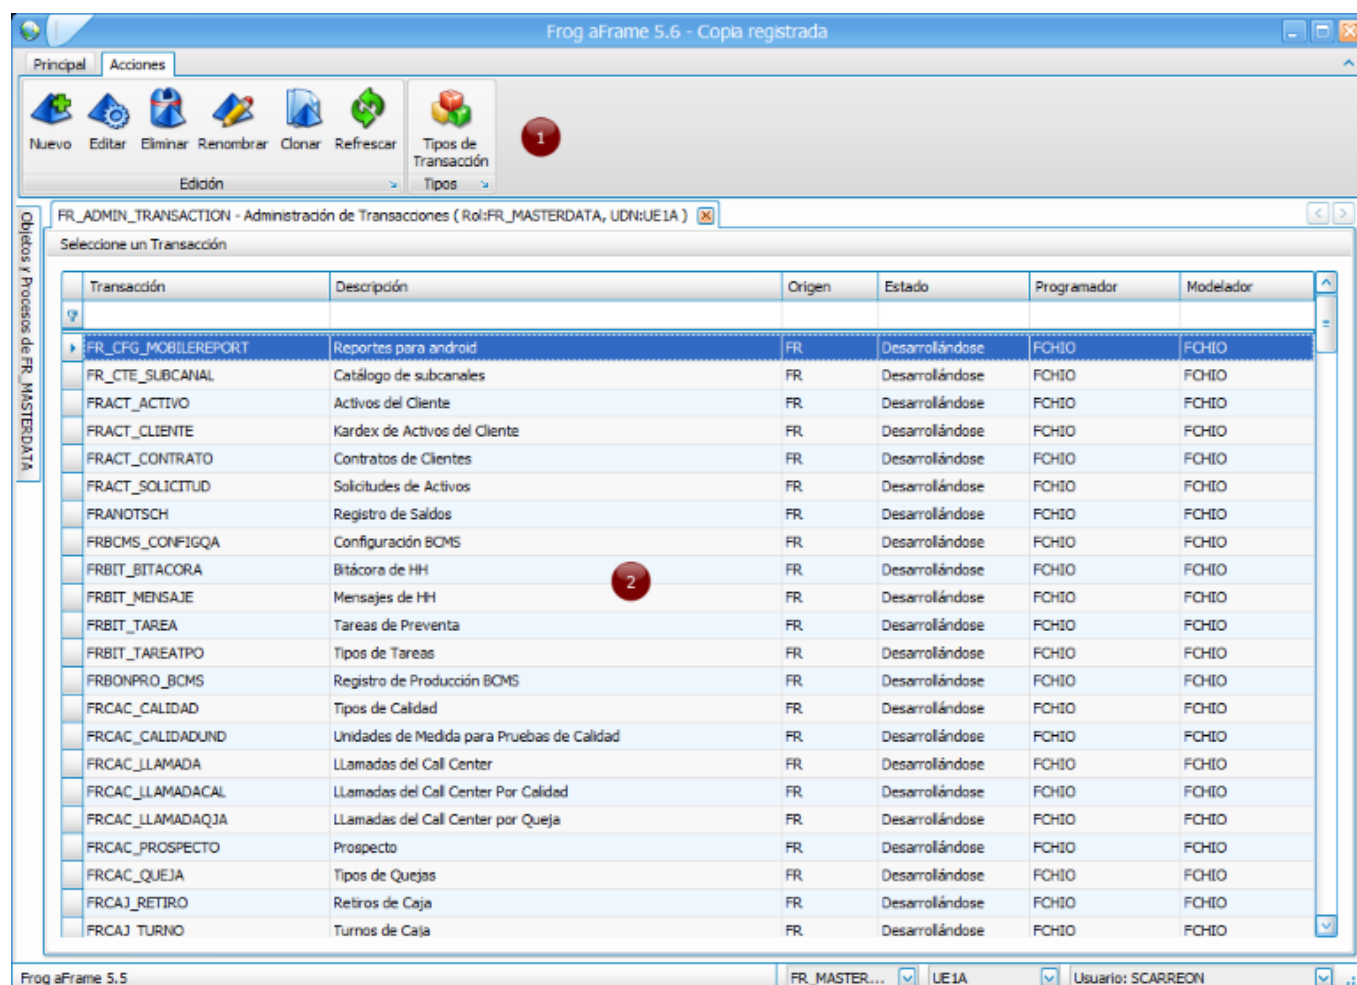 Frog aFrame 5.6 - Copia registrada
Principal Acciones
Nuevo Editar Eliminar Renombrar Clonar Refrescar Tipos de Transacción
Edición Tipos
1
Objetos y Procesos de FR_MASTERDATA
FR_ADMIN_TRANSACTION - Administración de Transacciones ( Rol:FR_MASTERDATA, UDN:UE1A )
Seleccione un Transacción
Transacción Descripción Origen Estado Programador Modelador
FR_CFG_MOBILEREPORT Reportes para android FR Desarrollándose FCHIO FCHIO
FR_CTE_SUBCANAL Catálogo de subcanales FR Desarrollándose FCHIO FCHIO
FRACT_ACTIVO Activos del Cliente FR Desarrollándose FCHIO FCHIO
FRACT_CLIENTE Kardex de Activos del Cliente FR Desarrollándose FCHIO FCHIO
FRACT_CONTRATO Contratos de Clientes FR Desarrollándose FCHIO FCHIO
FRACT_SOLICITUD Solicitudes de Activos FR Desarrollándose FCHIO FCHIO
FRANOTSCH Registro de Saldos FR Desarrollándose FCHIO FCHIO
FRBCMS_CONFIGQA Configuración BCMS FR Desarrollándose FCHIO FCHIO
FRBIT_BITACORA Bitácora de HH FR Desarrollándose FCHIO FCHIO
2
FRBIT_MENSAJE Mensajes de HH FR Desarrollándose FCHIO FCHIO
FRBIT_TAREA Tareas de Preventa FR Desarrollándose FCHIO FCHIO
FRBIT_TAREATPO Tipos de Tareas FR Desarrollándose FCHIO FCHIO
FRBONPRO_BCMS Registro de Producción BCMS FR Desarrollándose FCHIO FCHIO
FRCAC_CALIDAD Tipos de Calidad FR Desarrollándose FCHIO FCHIO
FRCAC_CALIDADUND Unidades de Medida para Pruebas de Calidad FR Desarrollándose FCHIO FCHIO
FRCAC_LLAMADA LLamadas del Call Center FR Desarrollándose FCHIO FCHIO
FRCAC_LLAMADACAL LLamadas del Call Center Por Calidad FR Desarrollándose FCHIO FCHIO
FRCAC_LLAMADAQJA LLamadas del Call Center por Queja FR Desarrollándose FCHIO FCHIO
FRCAC_PROSPECTO Prospecto FR Desarrollándose FCHIO FCHIO
FRCAC_QUEJA Tipos de Quejas FR Desarrollándose FCHIO FCHIO
FRCAJ_RETIRO Retiros de Caja FR Desarrollándose FCHIO FCHIO
FRCAJ_TURNO Turnos de Caja FR Desarrollándose FCHIO FCHIO
Frog aFrame 5.5 FR_MASTER... UE1A Usuario: SCARREON